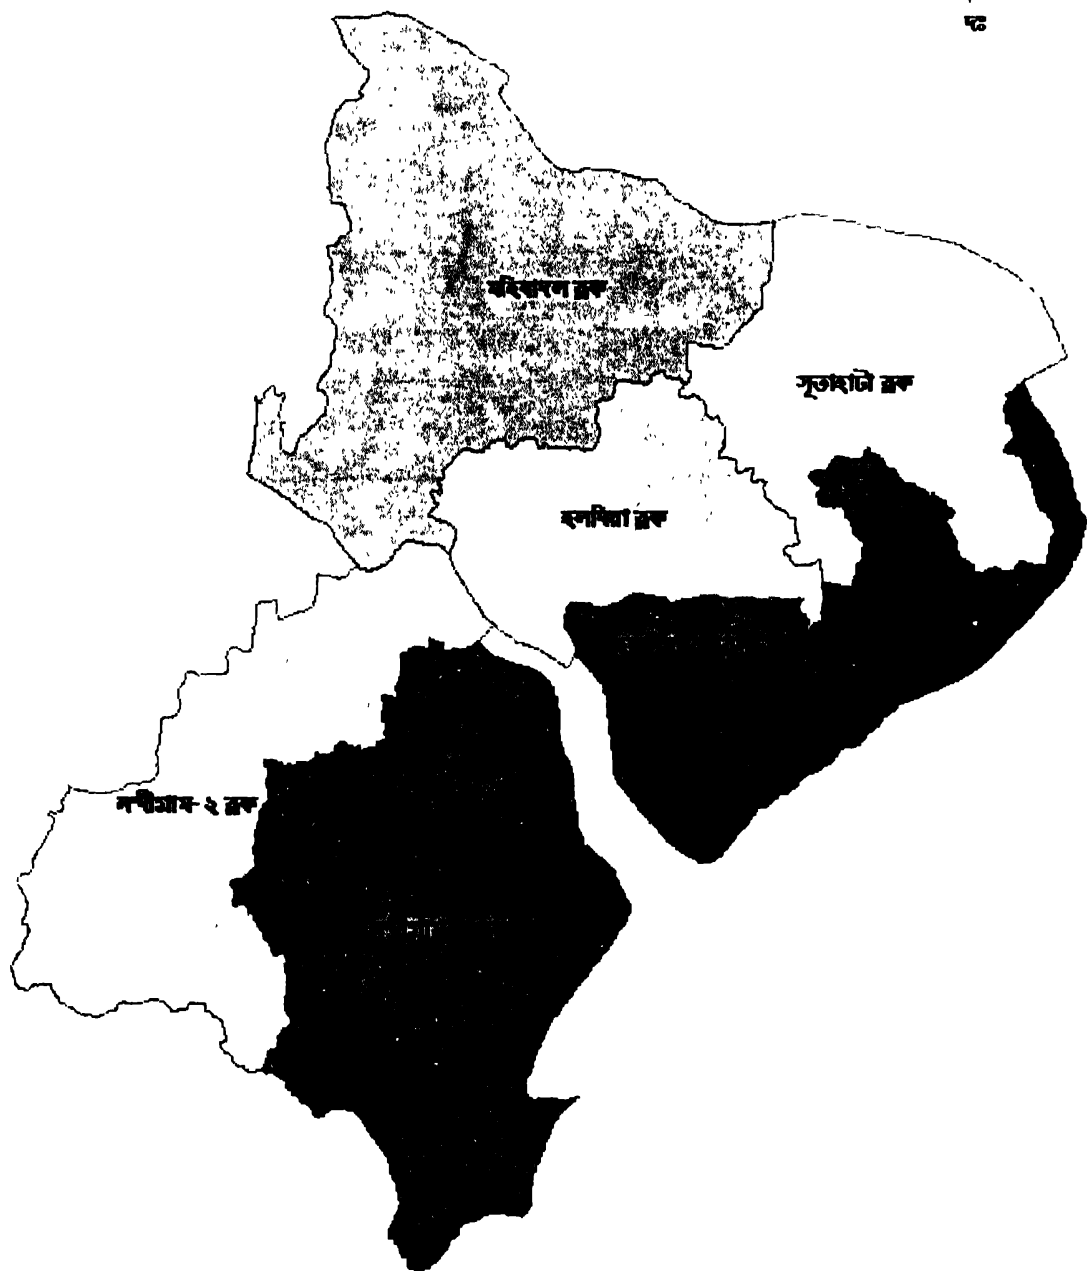 দঃ
মহিষাদল ব্লক
সূতাহাটা ব্লক
হলদিয়া ব্লক
নন্দীগ্রাম-২ ব্লক